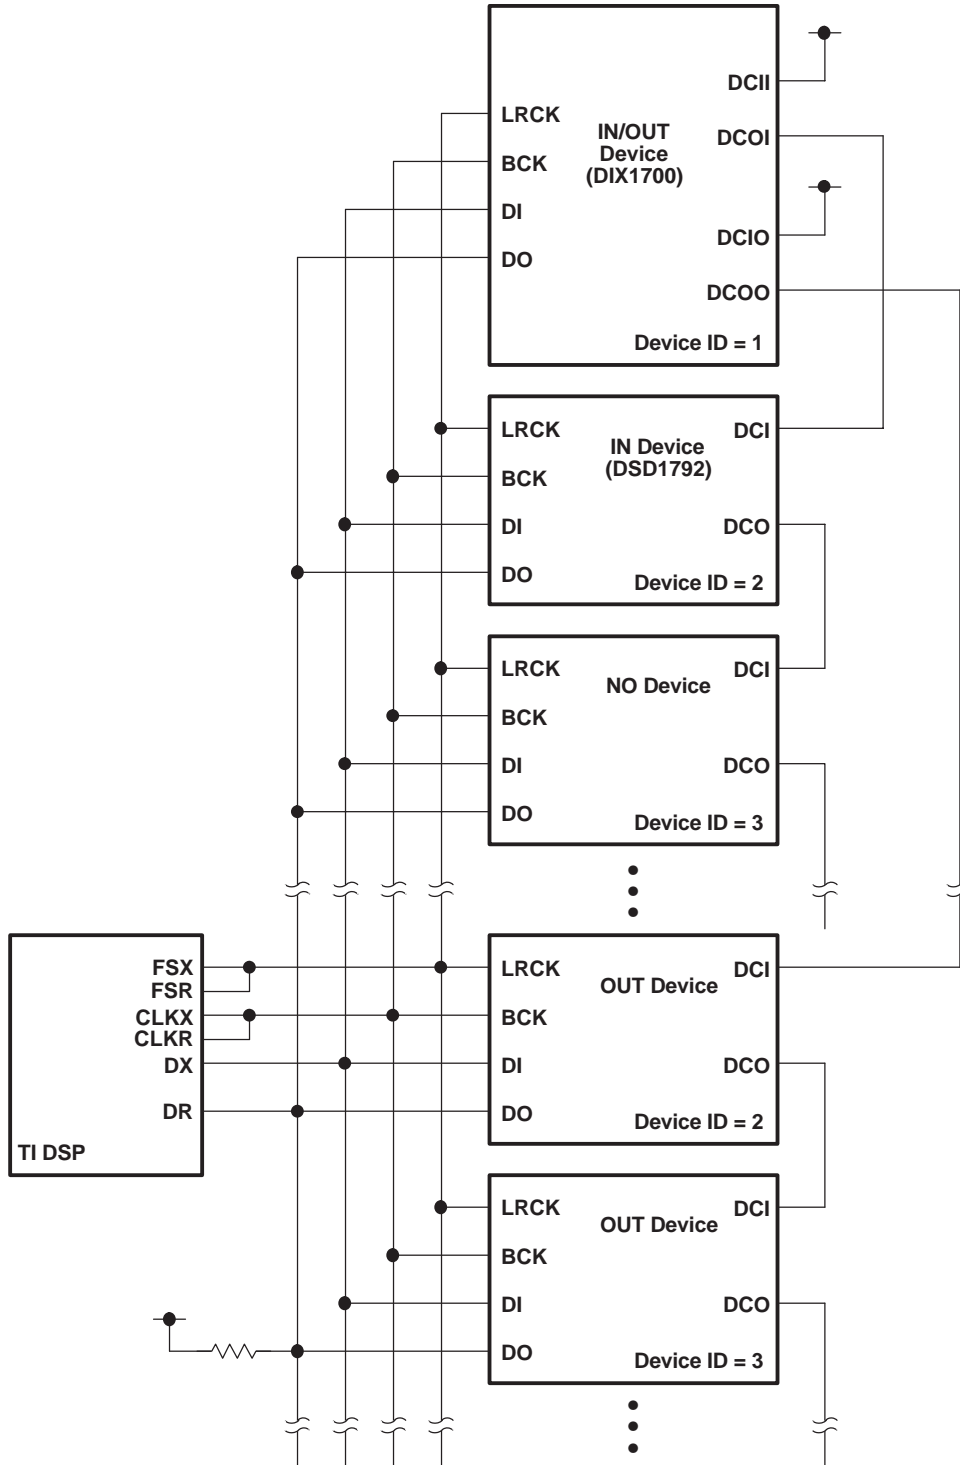 DCII
LRCK
IN/OUT
Device
(DIX1700)
DCOI
BCK
DI
DCIO
DO
DCOO
Device ID = 1
LRCK
DCI
IN Device
(DSD1792)
BCK
DI
DCO
DO
Device ID = 2
LRCK
DCI
NO Device
BCK
DI
DCO
DO
Device ID = 3
FSX
FSR
CLKX
CLKR
DX
DR
TI DSP
LRCK
DCI
OUT Device
BCK
DI
DCO
DO
Device ID = 2
LRCK
DCI
OUT Device
BCK
DI
DCO
DO
Device ID = 3